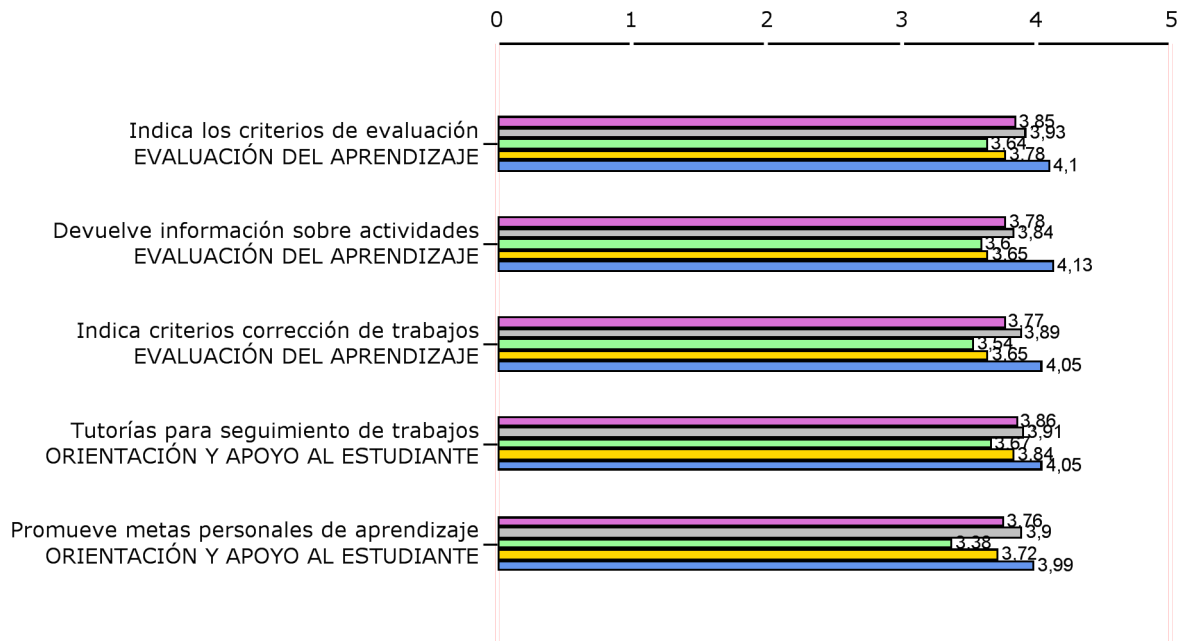 0 1 2 3 4 5
Indica los criterios de evaluación
EVALUACIÓN DEL APRENDIZAJE
3,85
3,93
3,64
3,78
4,1
Devuelve información sobre actividades
EVALUACIÓN DEL APRENDIZAJE
3,78
3,84
3,6
3,65
4,13
Indica criterios corrección de trabajos
EVALUACIÓN DEL APRENDIZAJE
3,77
3,89
3,54
3,65
4,05
Tutorías para seguimiento de trabajos
ORIENTACIÓN Y APOYO AL ESTUDIANTE
3,86
3,91
3,67
3,84
4,05
Promueve metas personales de aprendizaje
ORIENTACIÓN Y APOYO AL ESTUDIANTE
3,76
3,9
3,38
3,72
3,99